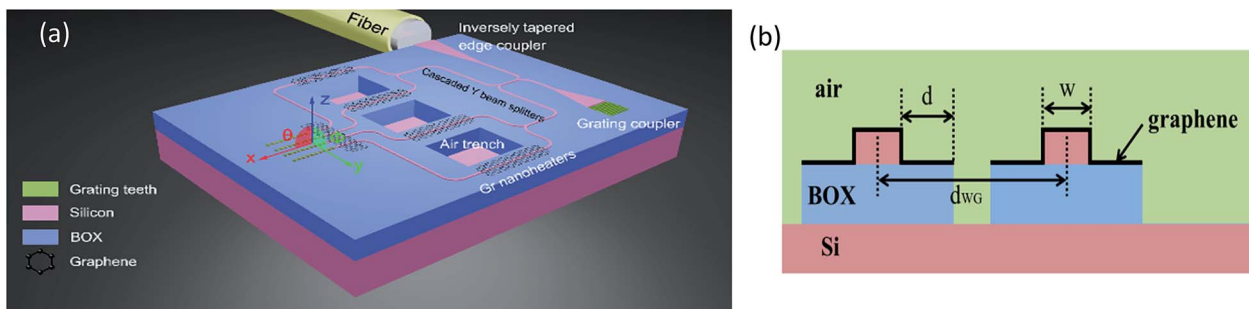 (a)
Fiber
Inversely tapered
edge coupler
Cascaded Y beam splitters
Grating coupler
z
θ
x
y
Air trench
Gr nanoheaters
Grating teeth
Silicon
BOX
Graphene
(b)
air
d
w
graphene
dWG
BOX
Si